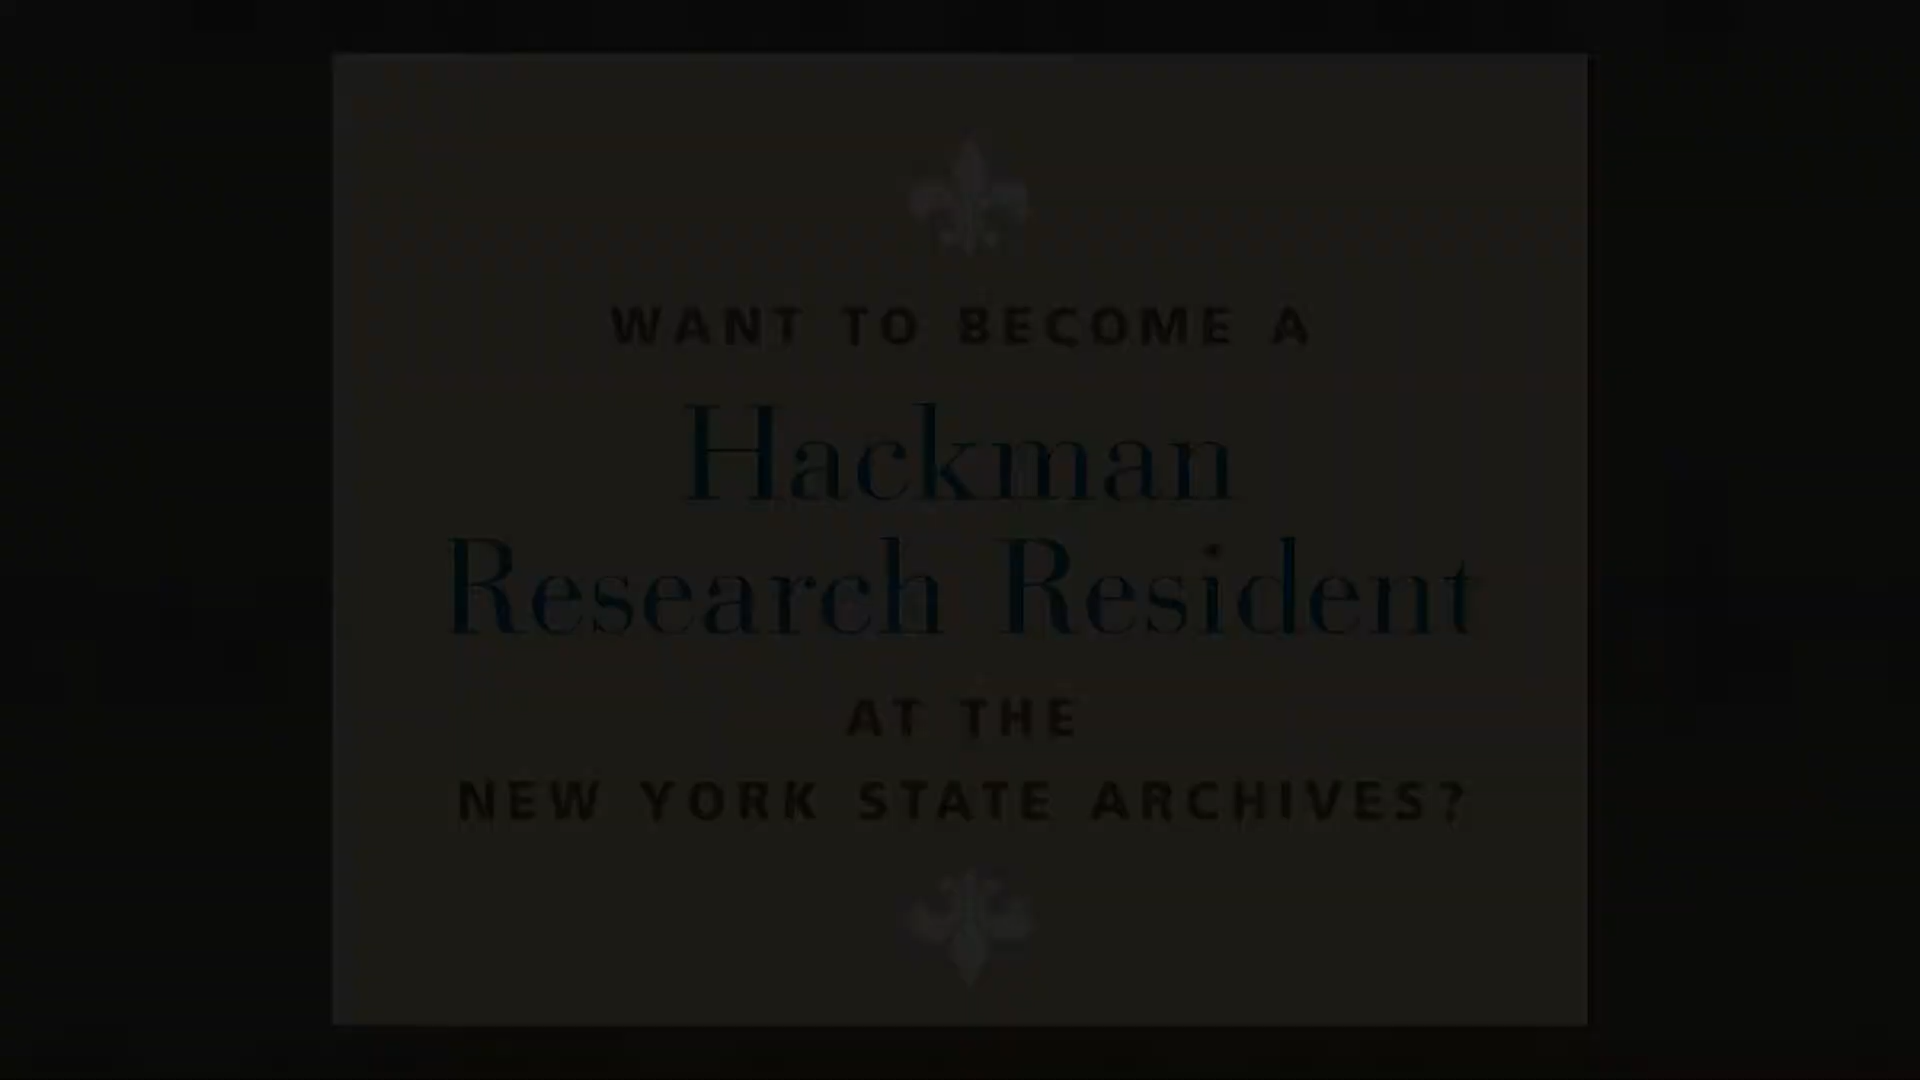 WANT TO BECOME A
Hackman
Research Resident
AT THE
NEW YORK STATE ARCHIVES?